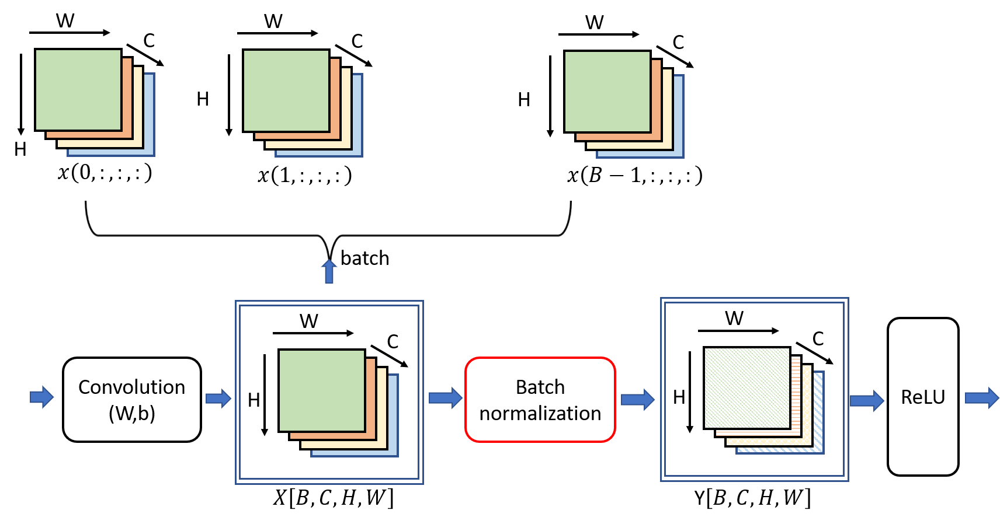 W
C
H
x(0, : , : , : )
W
C
H
x(1, : , : , : )
W
C
H
x(B − 1, : , : , : )
batch
Convolution
(W,b)
W
C
H
X[B, C, H, W]
Batch
normalization
W
C
H
Y[B, C, H, W]
ReLU